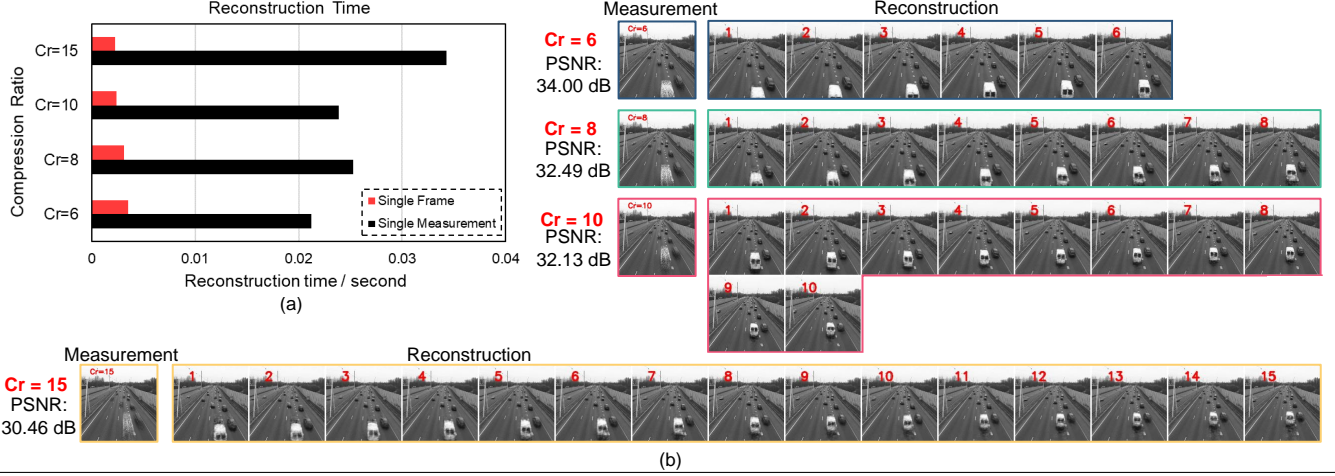 Reconstruction Time
Compression Ratio
Cr=15
Cr=10
Cr=8
Cr=6
Single Frame
Single Measurement
0 0.01 0.02 0.03 0.04
Reconstruction time / second
(a)
Measurement Reconstruction
Cr = 6
PSNR:
34.00 dB
Cr=6
1 2 3 4 5 6
Cr = 8
PSNR:
32.49 dB
Cr=8
1 2 3 4 5 6 7 8
Cr = 10
PSNR:
32.13 dB
Cr=10
1 2 3 4 5 6 7 8
9 10
Measurement Reconstruction
Cr = 15
PSNR:
30.46 dB
Cr=15
1 2 3 4 5 6 7 8 9 10 11 12 13 14 15
(b)